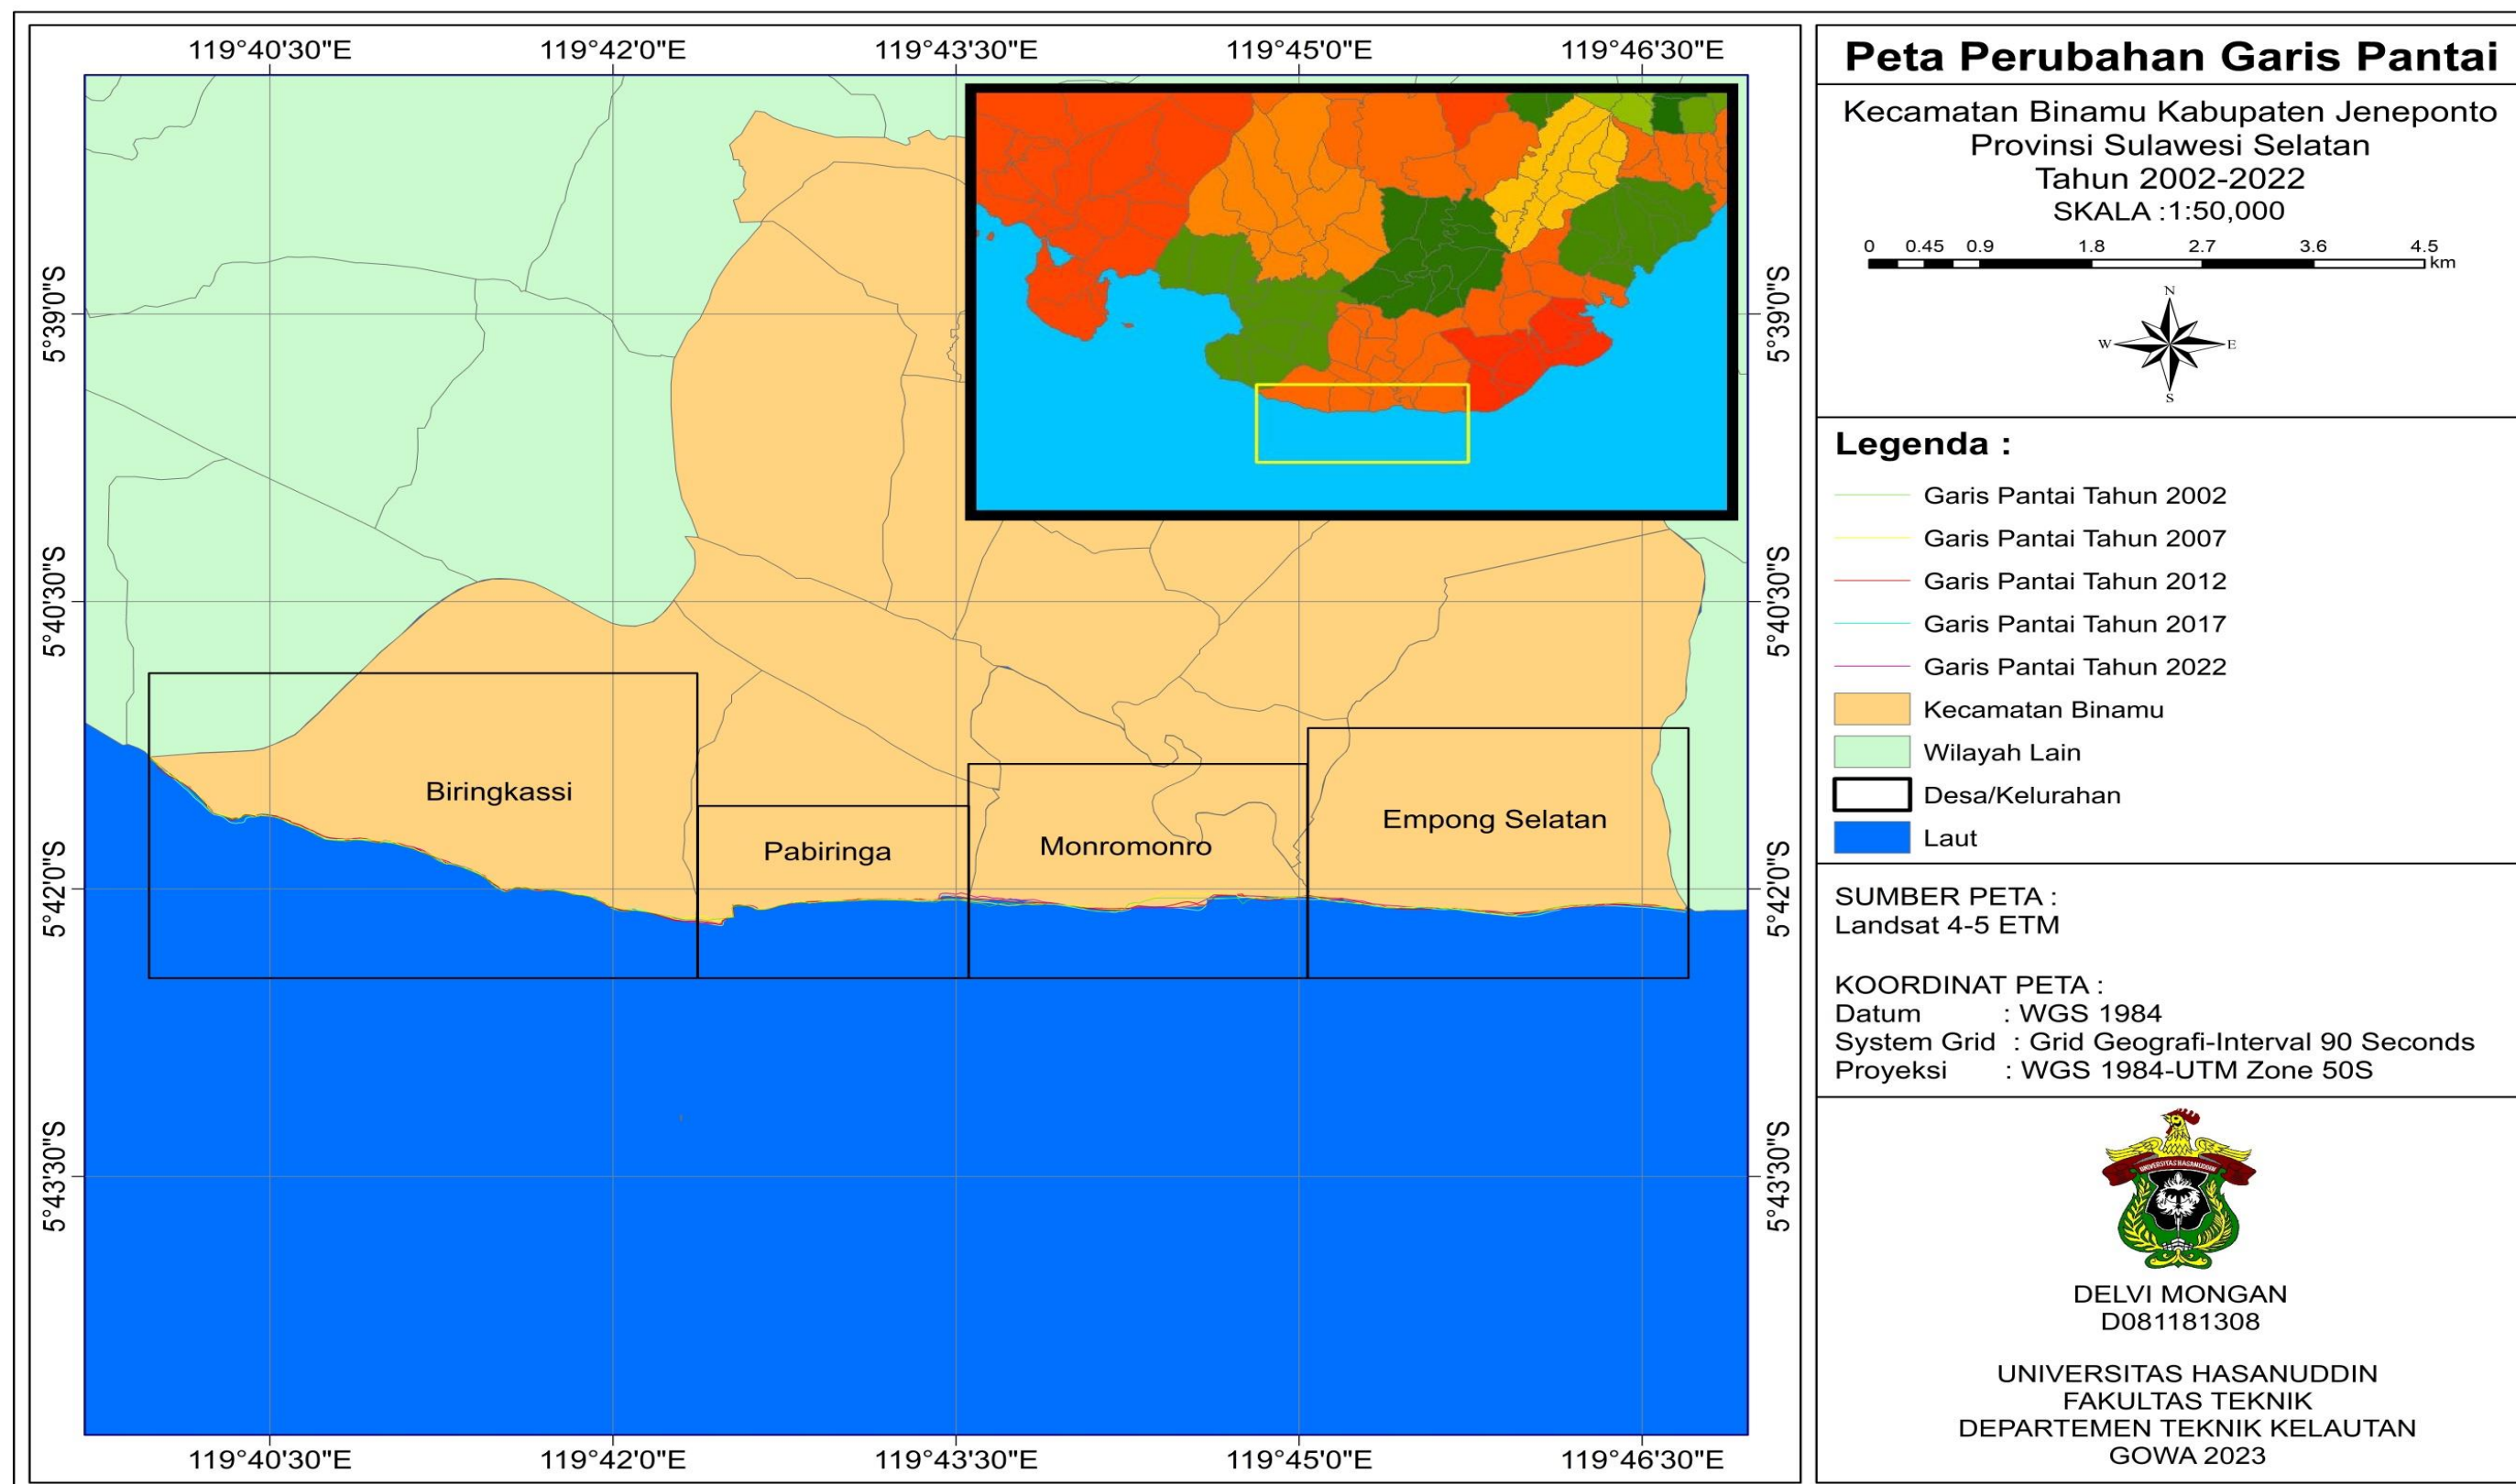 119°40'30"E
119°42'0"E
119°43'30"E
119°45'0"E
119°46'30"E
5°39'0"S
5°39'0"S
5°40'30"S
5°40'30"S
5°42'0"S
5°42'0"S
5°43'30"S
5°43'30"S
Biringkassi
Pabiringa
Monromonro
Empong Selatan
119°40'30"E
119°42'0"E
119°43'30"E
119°45'0"E
119°46'30"E
Peta Perubahan Garis Pantai
Kecamatan Binamu Kabupaten Jeneponto
Provinsi Sulawesi Selatan
Tahun 2002-2022
SKALA :1:50,000
0 0.45 0.9 1.8 2.7 3.6 4.5
km
N
W E
S
Legenda :
Garis Pantai Tahun 2002
Garis Pantai Tahun 2007
Garis Pantai Tahun 2012
Garis Pantai Tahun 2017
Garis Pantai Tahun 2022
Kecamatan Binamu
Wilayah Lain
Desa/Kelurahan
Laut
SUMBER PETA :
Landsat 4-5 ETM
KOORDINAT PETA :
Datum : WGS 1984
System Grid : Grid Geografi-Interval 90 Seconds
Proyeksi : WGS 1984-UTM Zone 50S
UNIVERSITAS HASANUDDIN
DELVI MONGAN
D081181308
UNIVERSITAS HASANUDDIN
FAKULTAS TEKNIK
DEPARTEMEN TEKNIK KELAUTAN
GOWA 2023